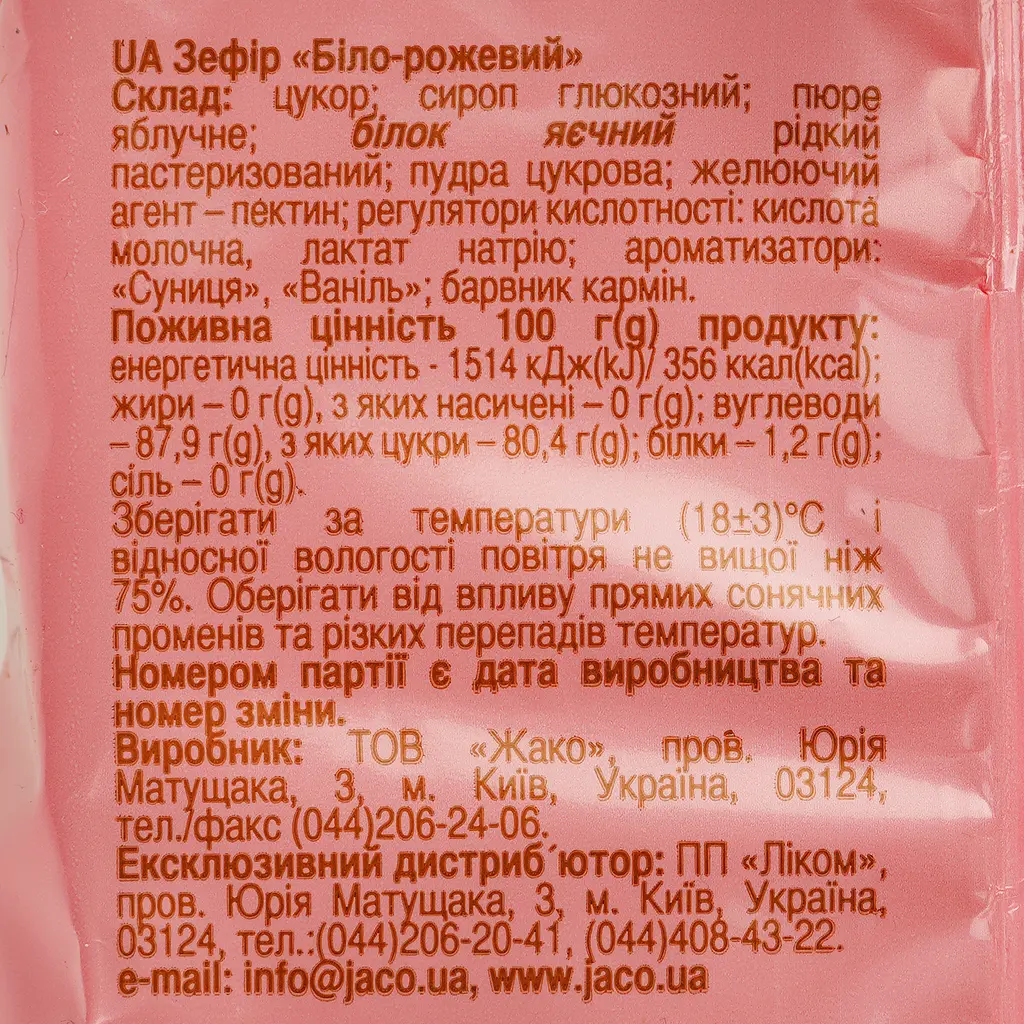 UA Зефір «Біло-рожевий»
Склад: цукор; сироп глюкозний; пюре
яблучне; білок яєчний рідкий
пастеризований; пудра цукрова; желюючий
агент – пектин; регулятори кислотності: кислота
молочна, лактат натрію; ароматизатори:
«Суниця», «Ваніль»; барвник кармін.
Поживна цінність 100 г(g) продукту:
енергетична цінність - 1514 кДж(kJ)/ 356 ккал(kcal);
жири – 0 г(g), з яких насичені – 0 г(g); вуглеводи
– 87,9 г(g), з яких цукри – 80,4 г(g); білки – 1,2 г(g);
сіль – 0 г(g).
Зберігати за температури (18±3)°С і
відносної вологості повітря не вищої ніж
75%. Оберігати від впливу прямих сонячних
променів та різких перепадів температур.
Номером партії є дата виробництва та
номер зміни.
Виробник: ТОВ «Жако», пров. Юрія
Матущака, 3, м. Київ, Україна, 03124,
тел./факс (044)206-24-06.
Ексклюзивний дистриб´ютор: ПП «Ліком»,
пров. Юрія Матущака, 3, м. Київ, Україна,
03124, тел.:(044)206-20-41, (044)408-43-22.
e-mail: info@jaco.ua, www.jaco.ua